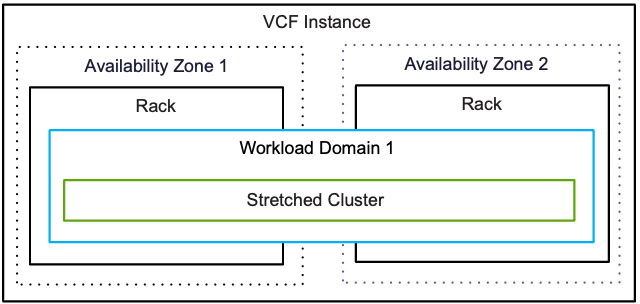 VCF Instance
Availability Zone 1
Availability Zone 2
Rack
Rack
Workload Domain 1
Stretched Cluster